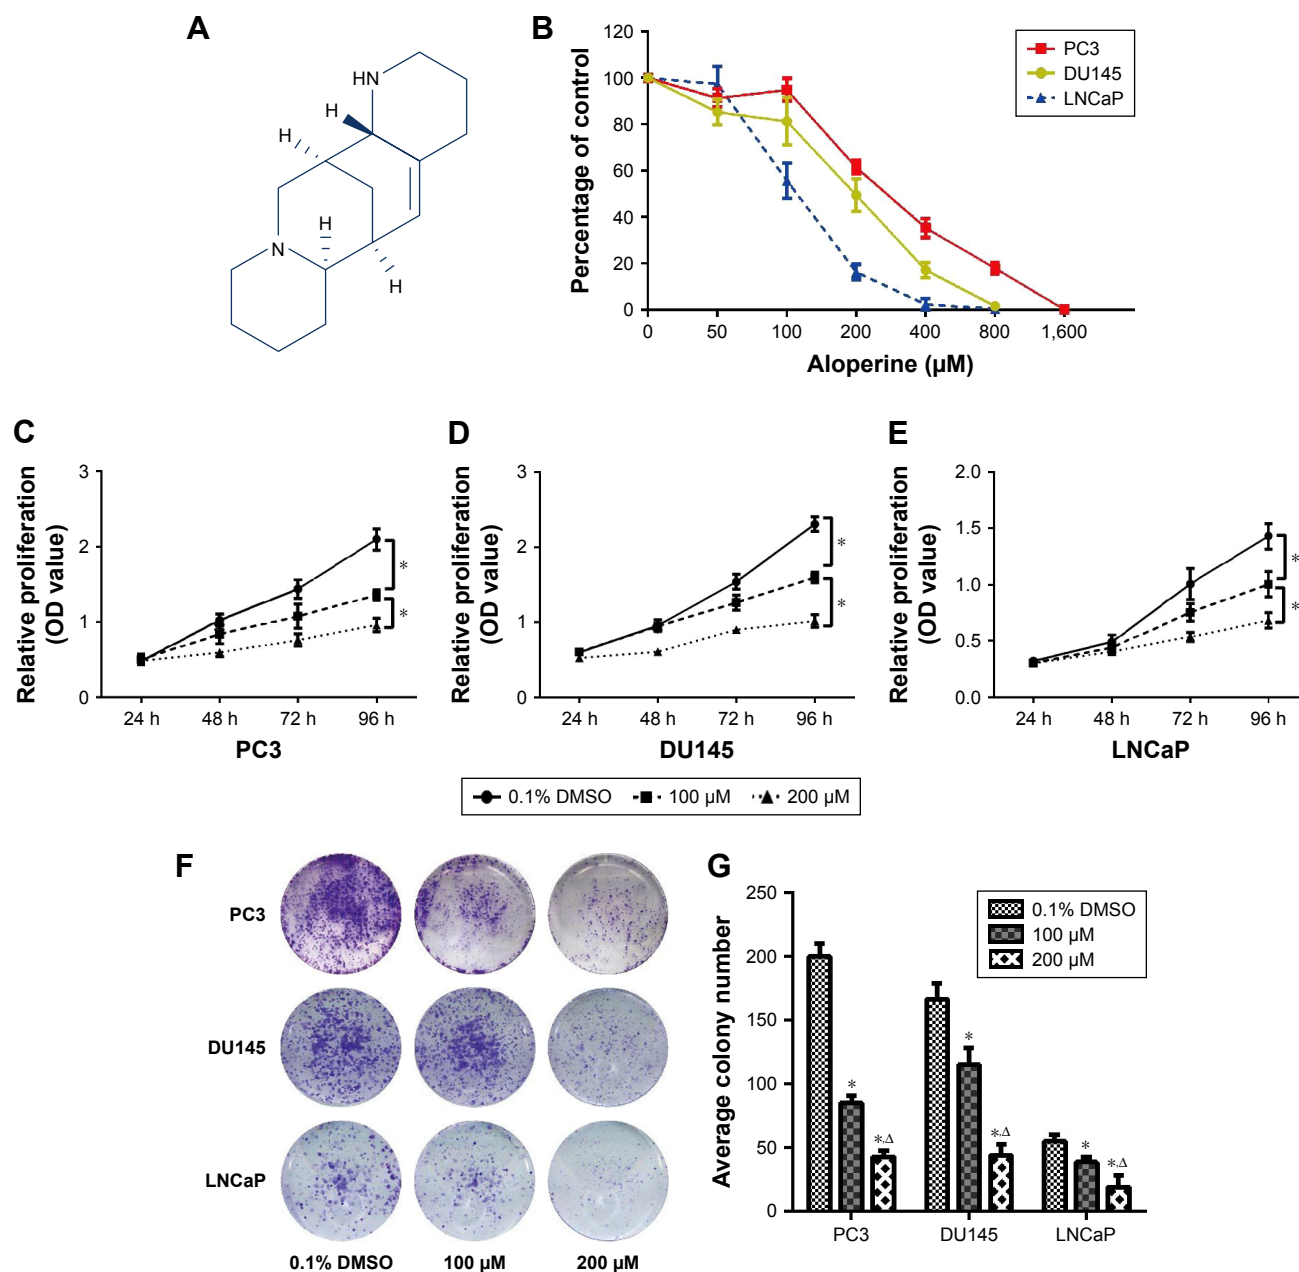 A
HN
H
H
H
N
H
B
Percentage of control
120
100
80
60
40
20
0
0 50 100 200 400 800 1,600
Aloperine (µM)
PC3
DU145
LNCaP
C
Relative proliferation
(OD value)
3
2
1
0
24 h 48 h 72 h 96 h
PC3
*
*
D
Relative proliferation
(OD value)
3
2
1
0
24 h 48 h 72 h 96 h
DU145
*
*
E
Relative proliferation
(OD value)
2.0
1.5
1.0
0.5
0.0
24 h 48 h 72 h 96 h
LNCaP
*
*
0.1% DMSO 100 µM 200 µM
F
PC3
DU145
LNCaP
0.1% DMSO 100 µM 200 µM
G
Average colony number
250
200
150
100
50
0
0.1% DMSO
100 µM
200 µM
*
*,Δ
*
*,Δ
*
*,Δ
PC3 DU145 LNCaP